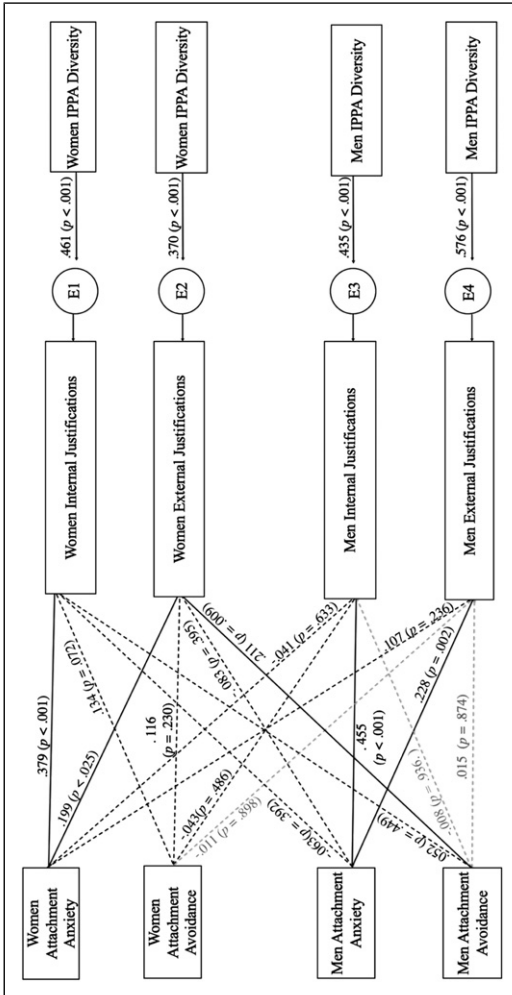 Women IPPA Diversity
Women IPPA Diversity
Men IPPA Diversity
Men IPPA Diversity
.461 (p < .001)
.370 (p < .001)
.435 (p < .001)
.576 (p < .001)
E1
E2
E3
E4
Women Internal Justifications
Women External Justifications
Men Internal Justifications
Men External Justifications
.379 (p < .001)
.199 (p < .025)
.134 (p = .072)
.116
(p = .230)
.083 (p = .395)
.211 (p = .009)
-.041 (p = .633)
-.043(p = .486)
-.011 (p = .898)
-.063(p = .392)
.052 (p = .449)
.455
(p < .001)
.107 (p = .236)
.228 (p = .002)
-.008 (p = .936 )
.015 (p = .874)
Women
Attachment
Anxiety
Women
Attachment
Avoidance
Men Attachment
Anxiety
Men Attachment
Avoidance